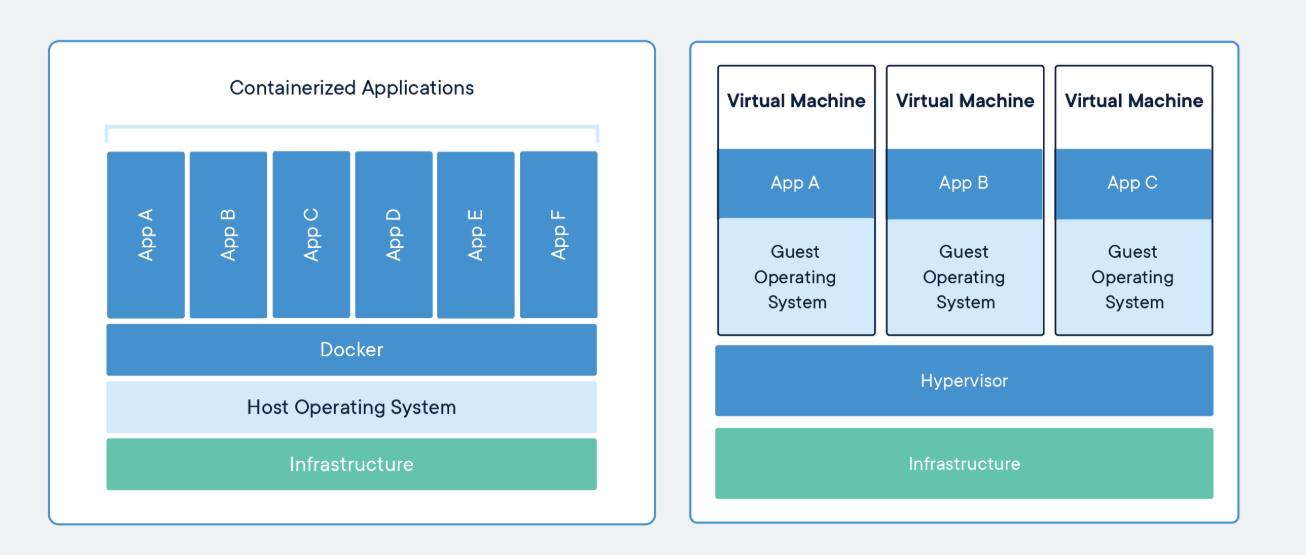 Containerized Applications
App A
App B
App C
App D
App E
App F
Docker
Host Operating System
Infrastructure
Virtual Machine
App A
Guest
Operating
System
Virtual Machine
App B
Guest
Operating
System
Virtual Machine
App C
Guest
Operating
System
Hypervisor
Infrastructure